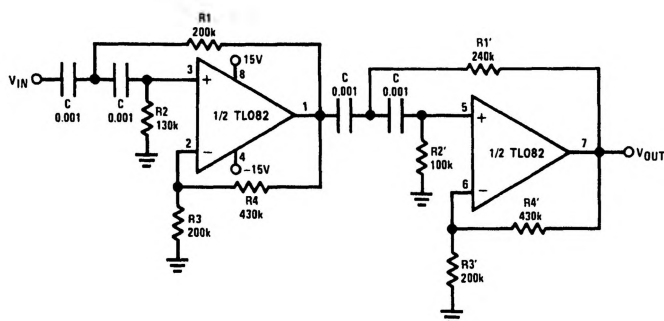 R1
200k
15V
8
R1'
240k
VIN
C
0.001
C
0.001
3
+
R2
130k
1/2 TL082
1
C
0.001
C
0.001
5
+
R2'
100k
1/2 TL082
7
VOUT
2
−
4
−15V
6
−
R4
430k
R4'
430k
R3
200k
R3'
200k